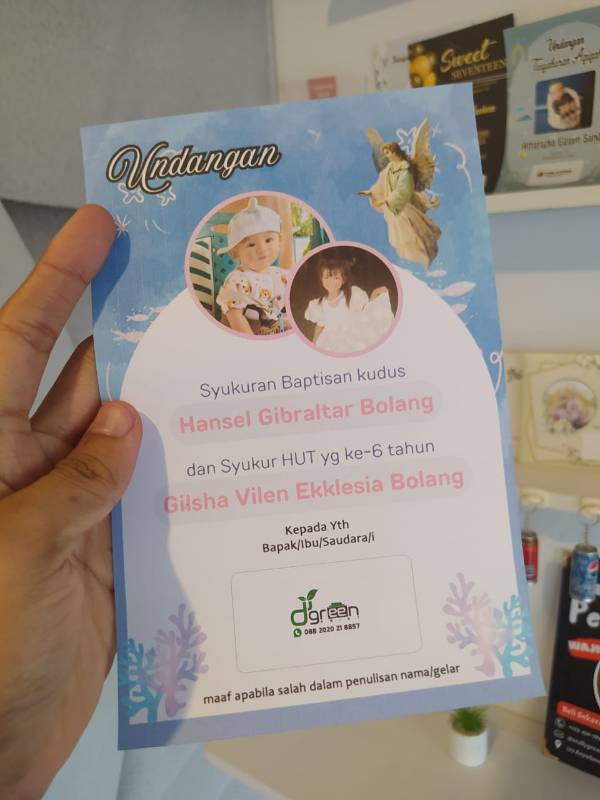 Undangan
Syukuran Baptisan kudus
Hansel Gibraltar Bolang
dan Syukur HUT yg ke-6 tahun
Gilsha Vilen Ekklesia Bolang
Kepada Yth
Bapak/Ibu/Saudara/i
d'green
088 2020 21 8857
maaf apabila salah dalam penulisan nama/gelar
Sweet
SEVENTEEN
Undangan
pepsi